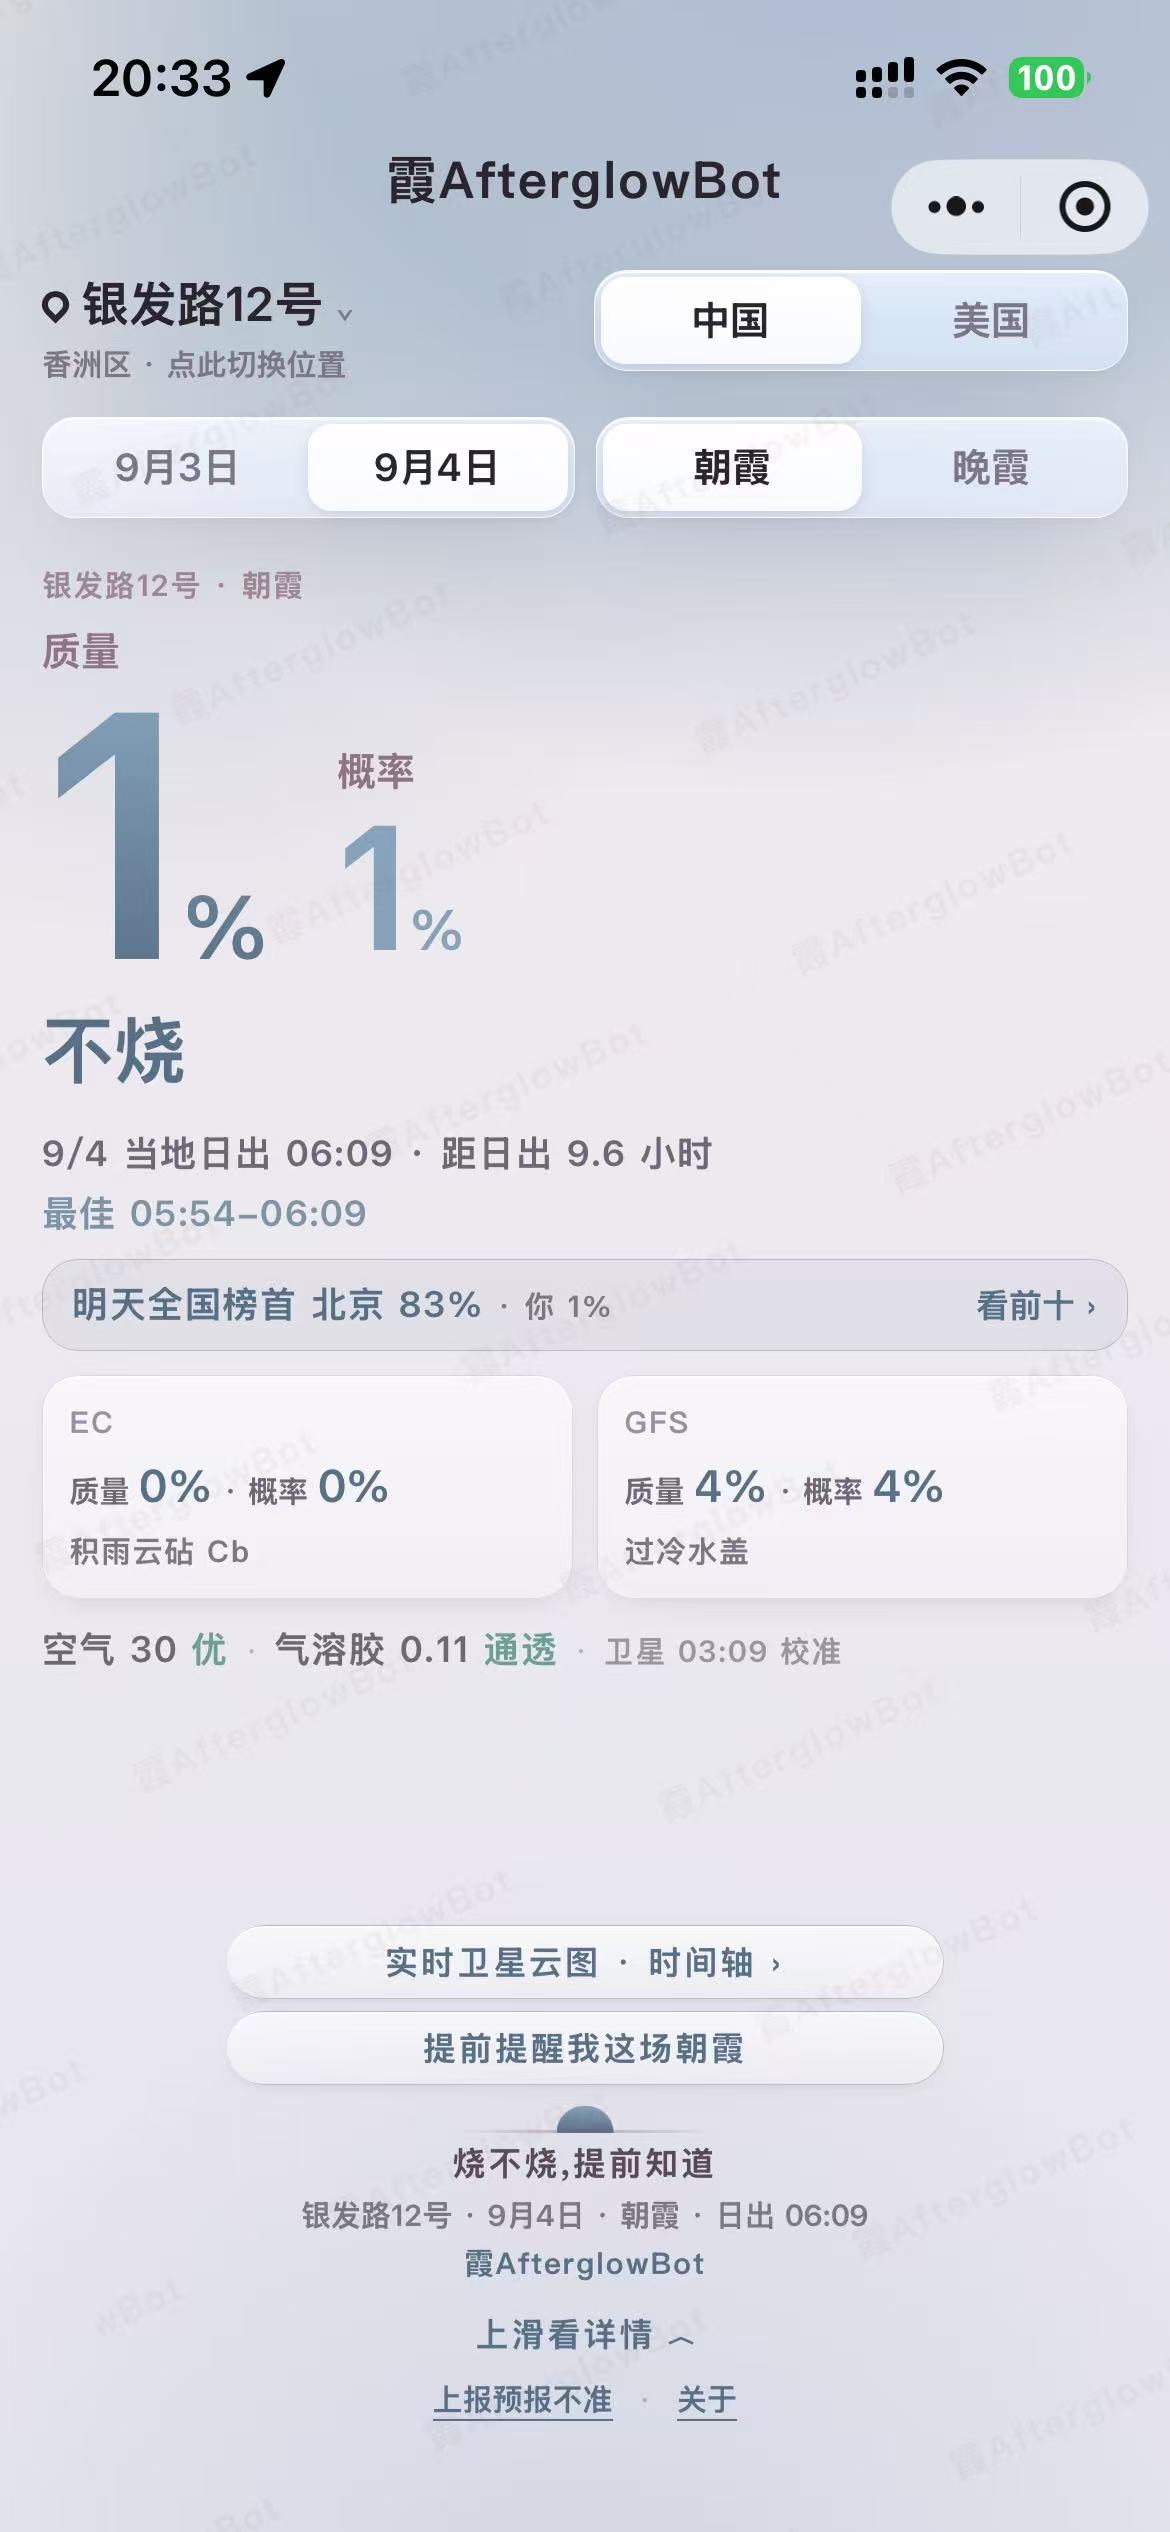 20:33
100
霞AfterglowBot
银发路12号
中国 美国
香洲区 · 点此切换位置
9月3日 9月4日 朝霞 晚霞
银发路12号 · 朝霞
质量
概率
1% 1%
不烧
9/4 当地日出 06:09 · 距日出 9.6 小时
最佳 05:54–06:09
明天全国榜首 北京 83% · 你 1% 看前十 ›
EC
质量 0% · 概率 0%
积雨云砧 Cb
GFS
质量 4% · 概率 4%
过冷水盖
空气 30 优 · 气溶胶 0.11 通透 · 卫星 03:09 校准
实时卫星云图 · 时间轴 ›
提前提醒我这场朝霞
烧不烧,提前知道
银发路12号 · 9月4日 · 朝霞 · 日出 06:09
霞AfterglowBot
上滑看详情
上报预报不准 · 关于